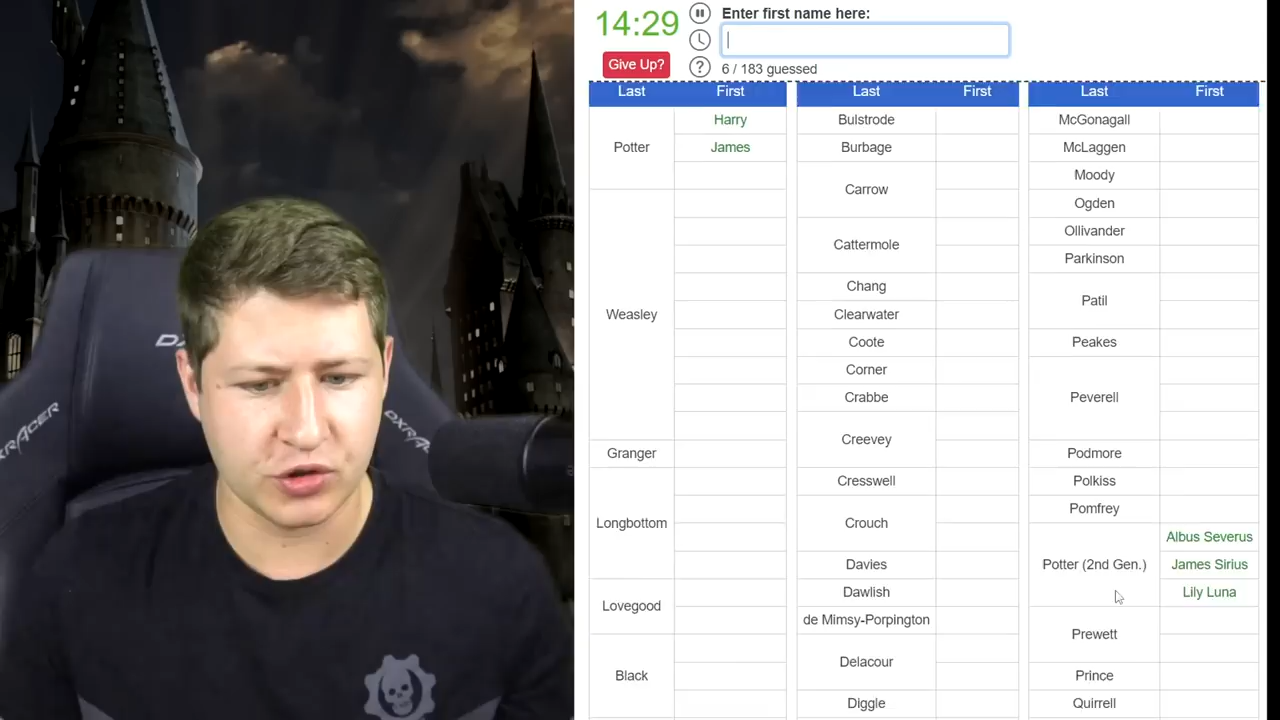 14:29
Enter first name here:
Give Up?
?
6 / 183 guessed
Last First Last First Last First
Potter
Harry
James
Weasley
Granger
Longbottom
Lovegood
Black
Bulstrode
Burbage
Carrow
Cattermole
Chang
Clearwater
Coote
Corner
Crabbe
Creevey
Cresswell
Crouch
Davies
Dawlish
de Mimsy-Porpington
Delacour
Diggle
McGonagall
McLaggen
Moody
Ogden
Ollivander
Parkinson
Patil
Peakes
Peverell
Podmore
Polkiss
Pomfrey
Potter (2nd Gen.)
Albus Severus
James Sirius
Lily Luna
Prewett
Prince
Quirrell